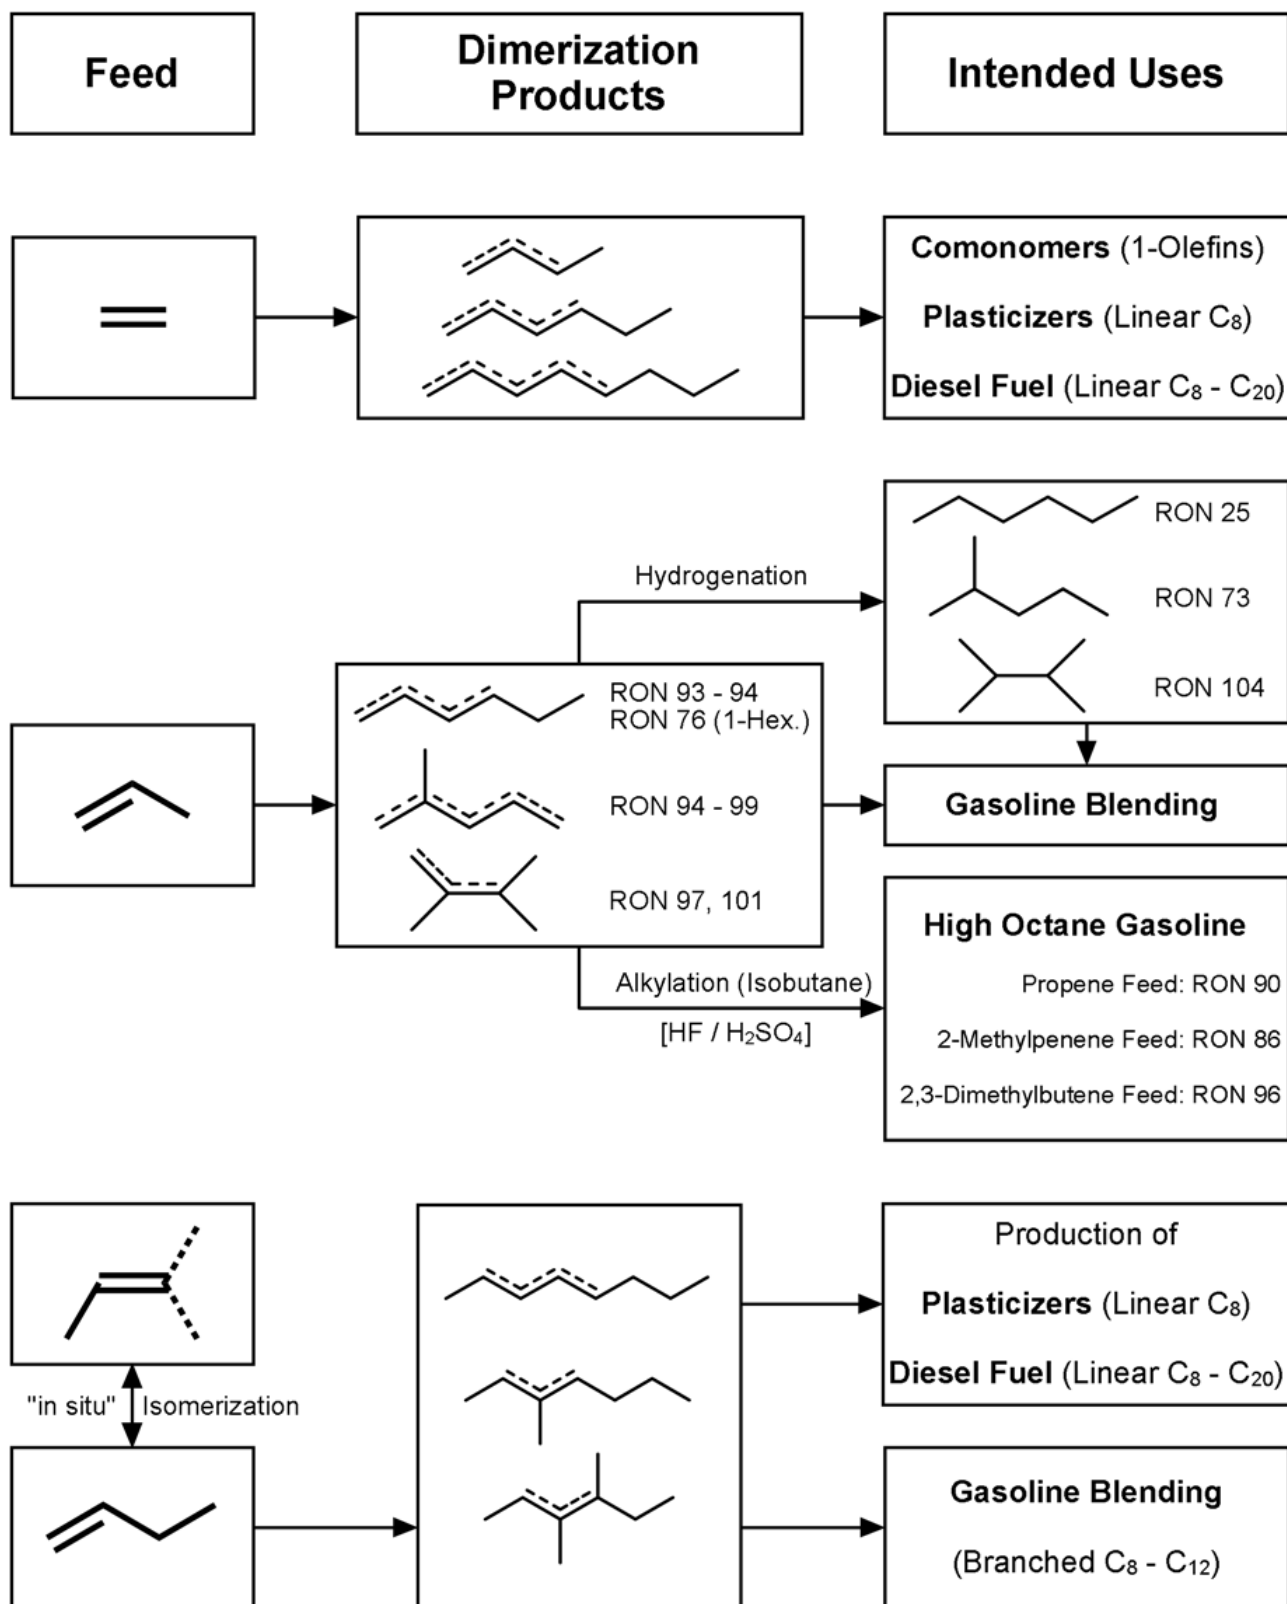 Feed
Dimerization
Products
Intended Uses
Comonomers (1-Olefins)
Plasticizers (Linear C₈)
Diesel Fuel (Linear C₈ - C₂₀)
Hydrogenation
RON 25
RON 73
RON 104
RON 93 - 94
RON 76 (1-Hex.)
RON 94 - 99
RON 97, 101
Gasoline Blending
Alkylation (Isobutane)
[HF / H₂SO₄]
High Octane Gasoline
Propene Feed: RON 90
2-Methylpenene Feed: RON 86
2,3-Dimethylbutene Feed: RON 96
"in situ" Isomerization
Production of
Plasticizers (Linear C₈)
Diesel Fuel (Linear C₈ - C₂₀)
Gasoline Blending
(Branched C₈ - C₁₂)